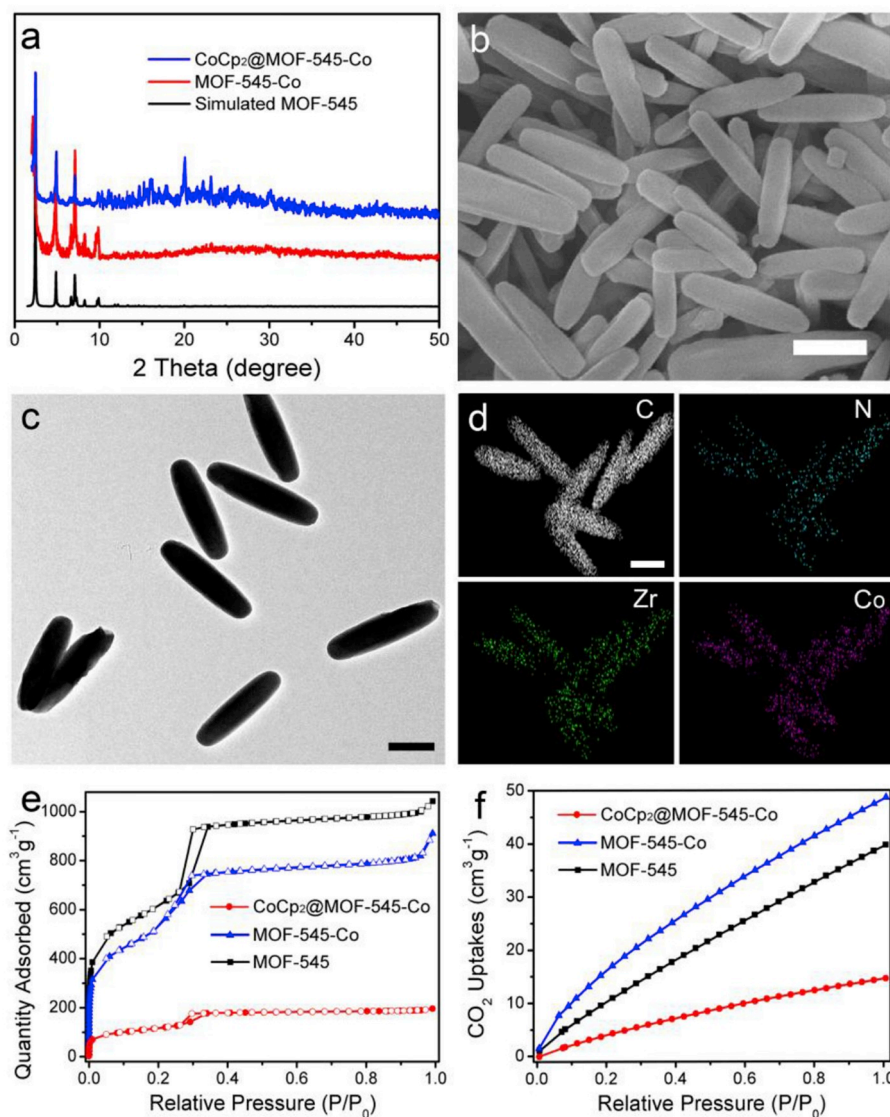 a
CoCp₂@MOF-545-Co
MOF-545-Co
Simulated MOF-545
0 10 20 30 40 50
2 Theta (degree)
b
c
d
C
N
Zr
Co
e
1000
800
600
400
200
0
CoCp₂@MOF-545-Co
MOF-545-Co
MOF-545
0.0 0.2 0.4 0.6 0.8 1.0
Quantity Adsorbed (cm³g⁻¹)
Relative Pressure (P/P₀)
f
50
40
30
20
10
0
CoCp₂@MOF-545-Co
MOF-545-Co
MOF-545
0.0 0.2 0.4 0.6 0.8 1.0
CO₂ Uptakes (cm³g⁻¹)
Relative Pressure (P/P₀)